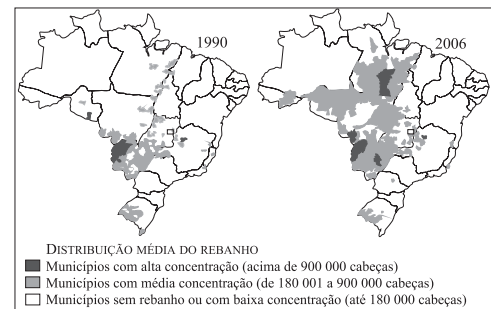 1990
2006
DISTRIBUIÇÃO MÉDIA DO REBANHO
Municípios com alta concentração (acima de 900 000 cabeças)
Municípios com média concentração (de 180 001 a 900 000 cabeças)
Municípios sem rebanho ou com baixa concentração (até 180 000 cabeças)